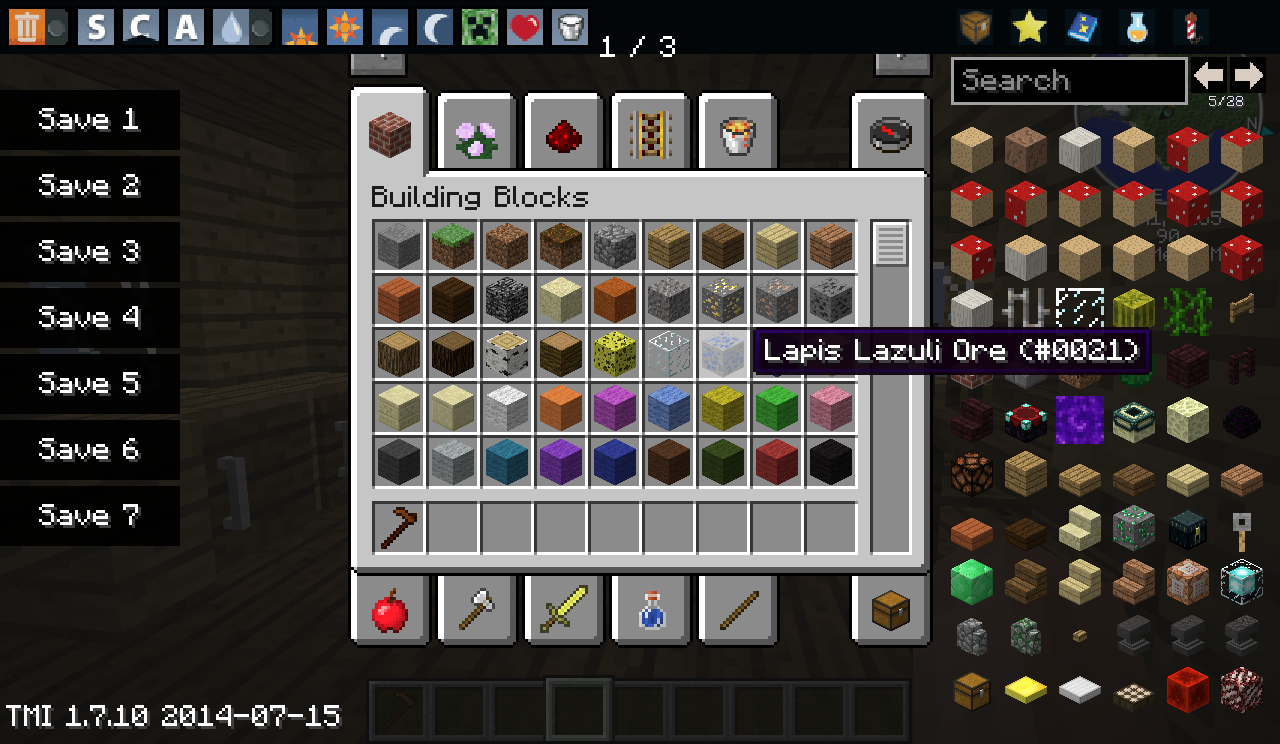 S C A
1 / 3
Search
5/28
N
Save 1
Save 2
Save 3
Save 4
Save 5
Save 6
Save 7
Building Blocks
Lapis Lazuli Ore (#0021)
TMI 1.7.10 2014-07-15